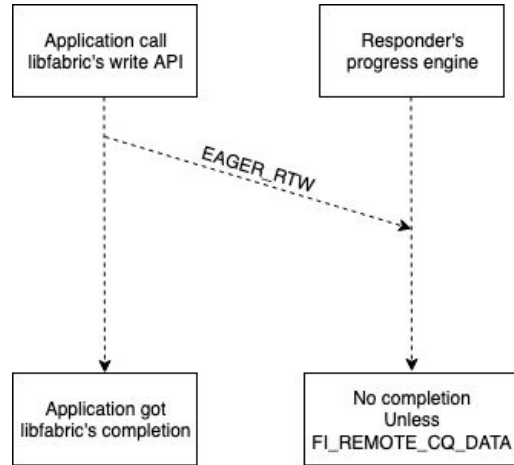 Application call
libfabric's write API
Responder's
progress engine
EAGER_RTW
Application got
libfabric's completion
No completion
Unless
FI_REMOTE_CQ_DATA